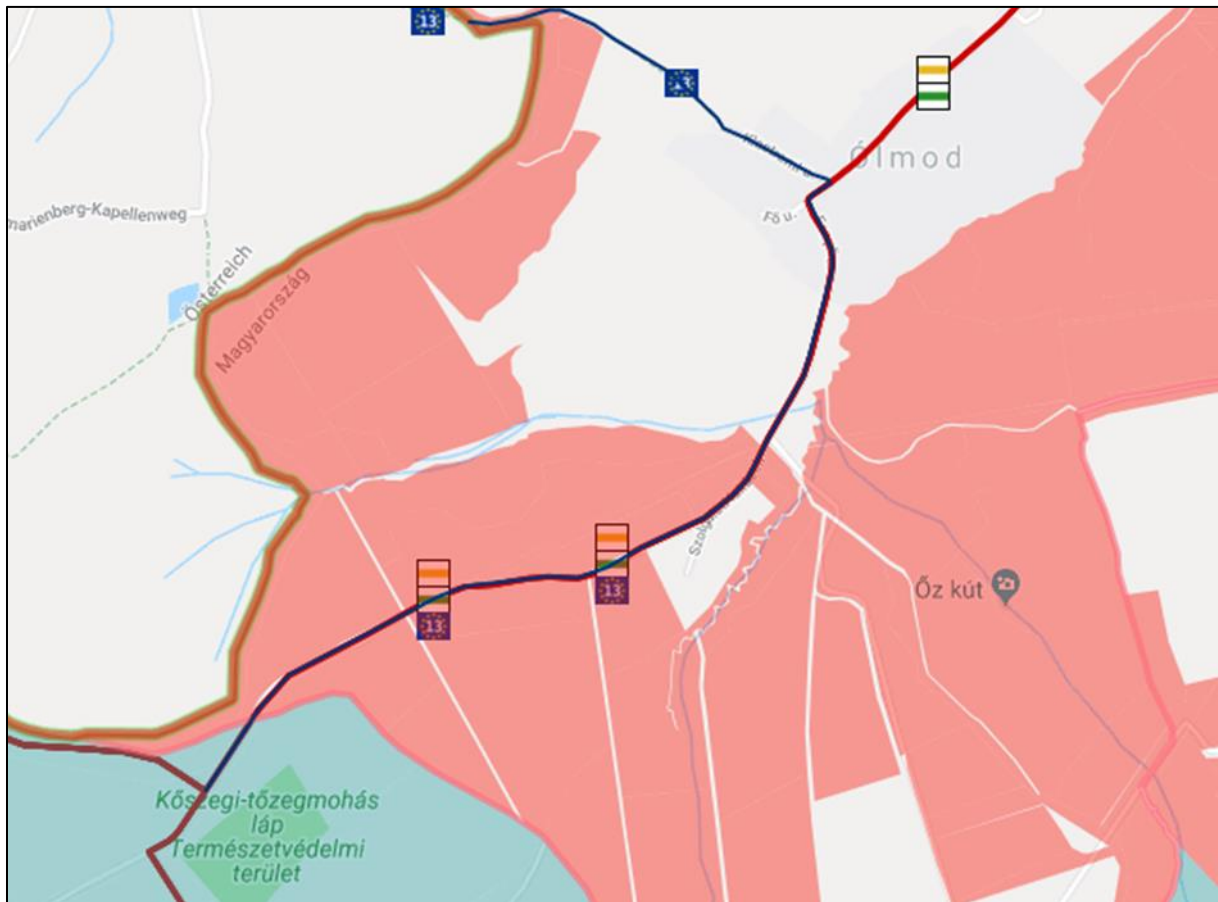 13
13
Ólmod
Fő u.
marienberg-Kapellenweg
Österreich
Magyarország
Őz kút
13
13
Kőszegi-tőzegmohás
láp
Természetvédelmi
terület